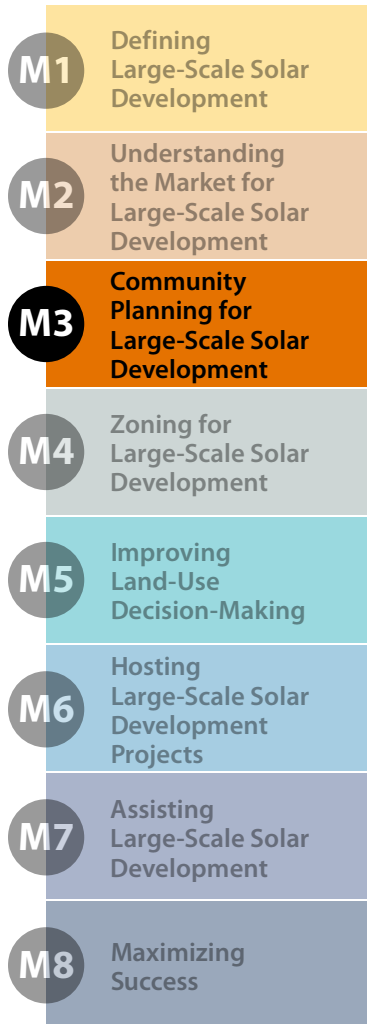 M1
Defining
Large-Scale Solar
Development
M2
Understanding
the Market for
Large-Scale Solar
Development
M3
Community
Planning for
Large-Scale Solar
Development
M4
Zoning for
Large-Scale Solar
Development
M5
Improving
Land-Use
Decision-Making
M6
Hosting
Large-Scale Solar
Development
Projects
M7
Assisting
Large-Scale Solar
Development
M8
Maximizing
Success